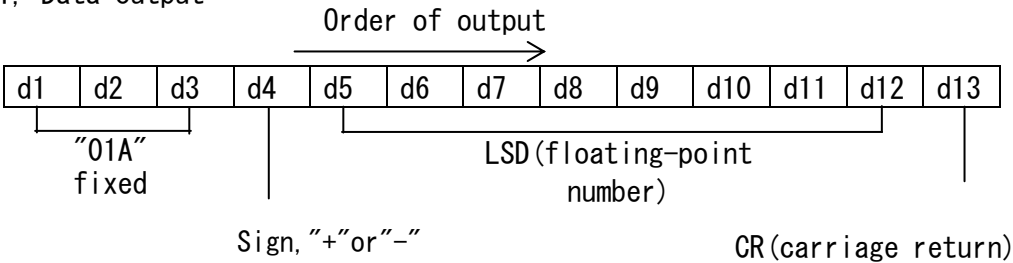 Data output
Order of output
d1 d2 d3 d4 d5 d6 d7 d8 d9 d10 d11 d12 d13
"01A"
fixed
LSD(floating-point
number)
Sign,"+"or"-"
CR(carriage return)